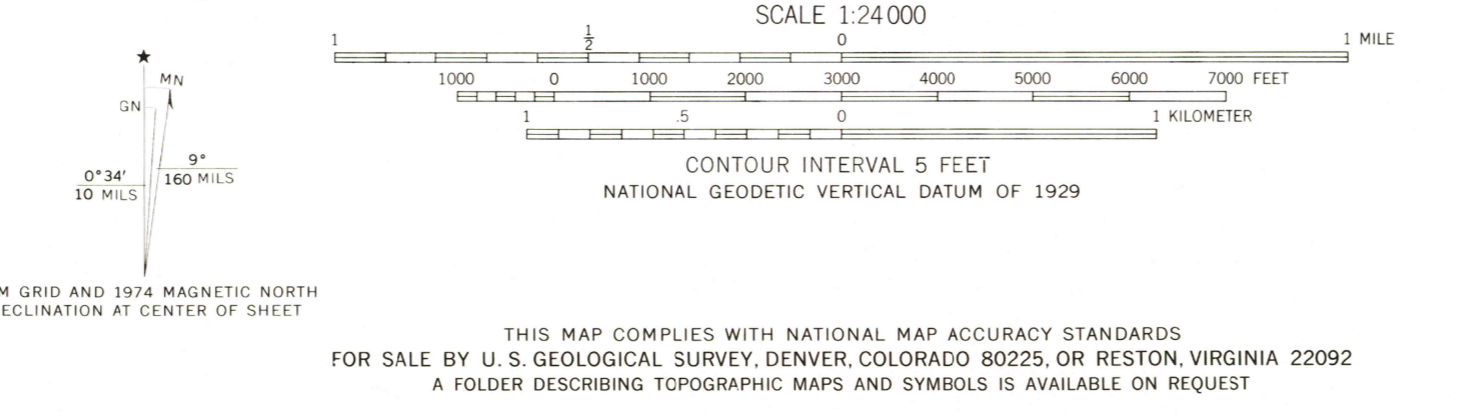 SCALE 1:24 000
1 1/2 0 1 MILE
1000 0 1000 2000 3000 4000 5000 6000 7000 FEET
1 .5 0 1 KILOMETER
CONTOUR INTERVAL 5 FEET
NATIONAL GEODETIC VERTICAL DATUM OF 1929
★
MN
GN
9°
160 MILS
0°34′
10 MILS
M GRID AND 1974 MAGNETIC NORTH
ECLINATION AT CENTER OF SHEET
THIS MAP COMPLIES WITH NATIONAL MAP ACCURACY STANDARDS
FOR SALE BY U. S. GEOLOGICAL SURVEY, DENVER, COLORADO 80225, OR RESTON, VIRGINIA 22092
A FOLDER DESCRIBING TOPOGRAPHIC MAPS AND SYMBOLS IS AVAILABLE ON REQUEST